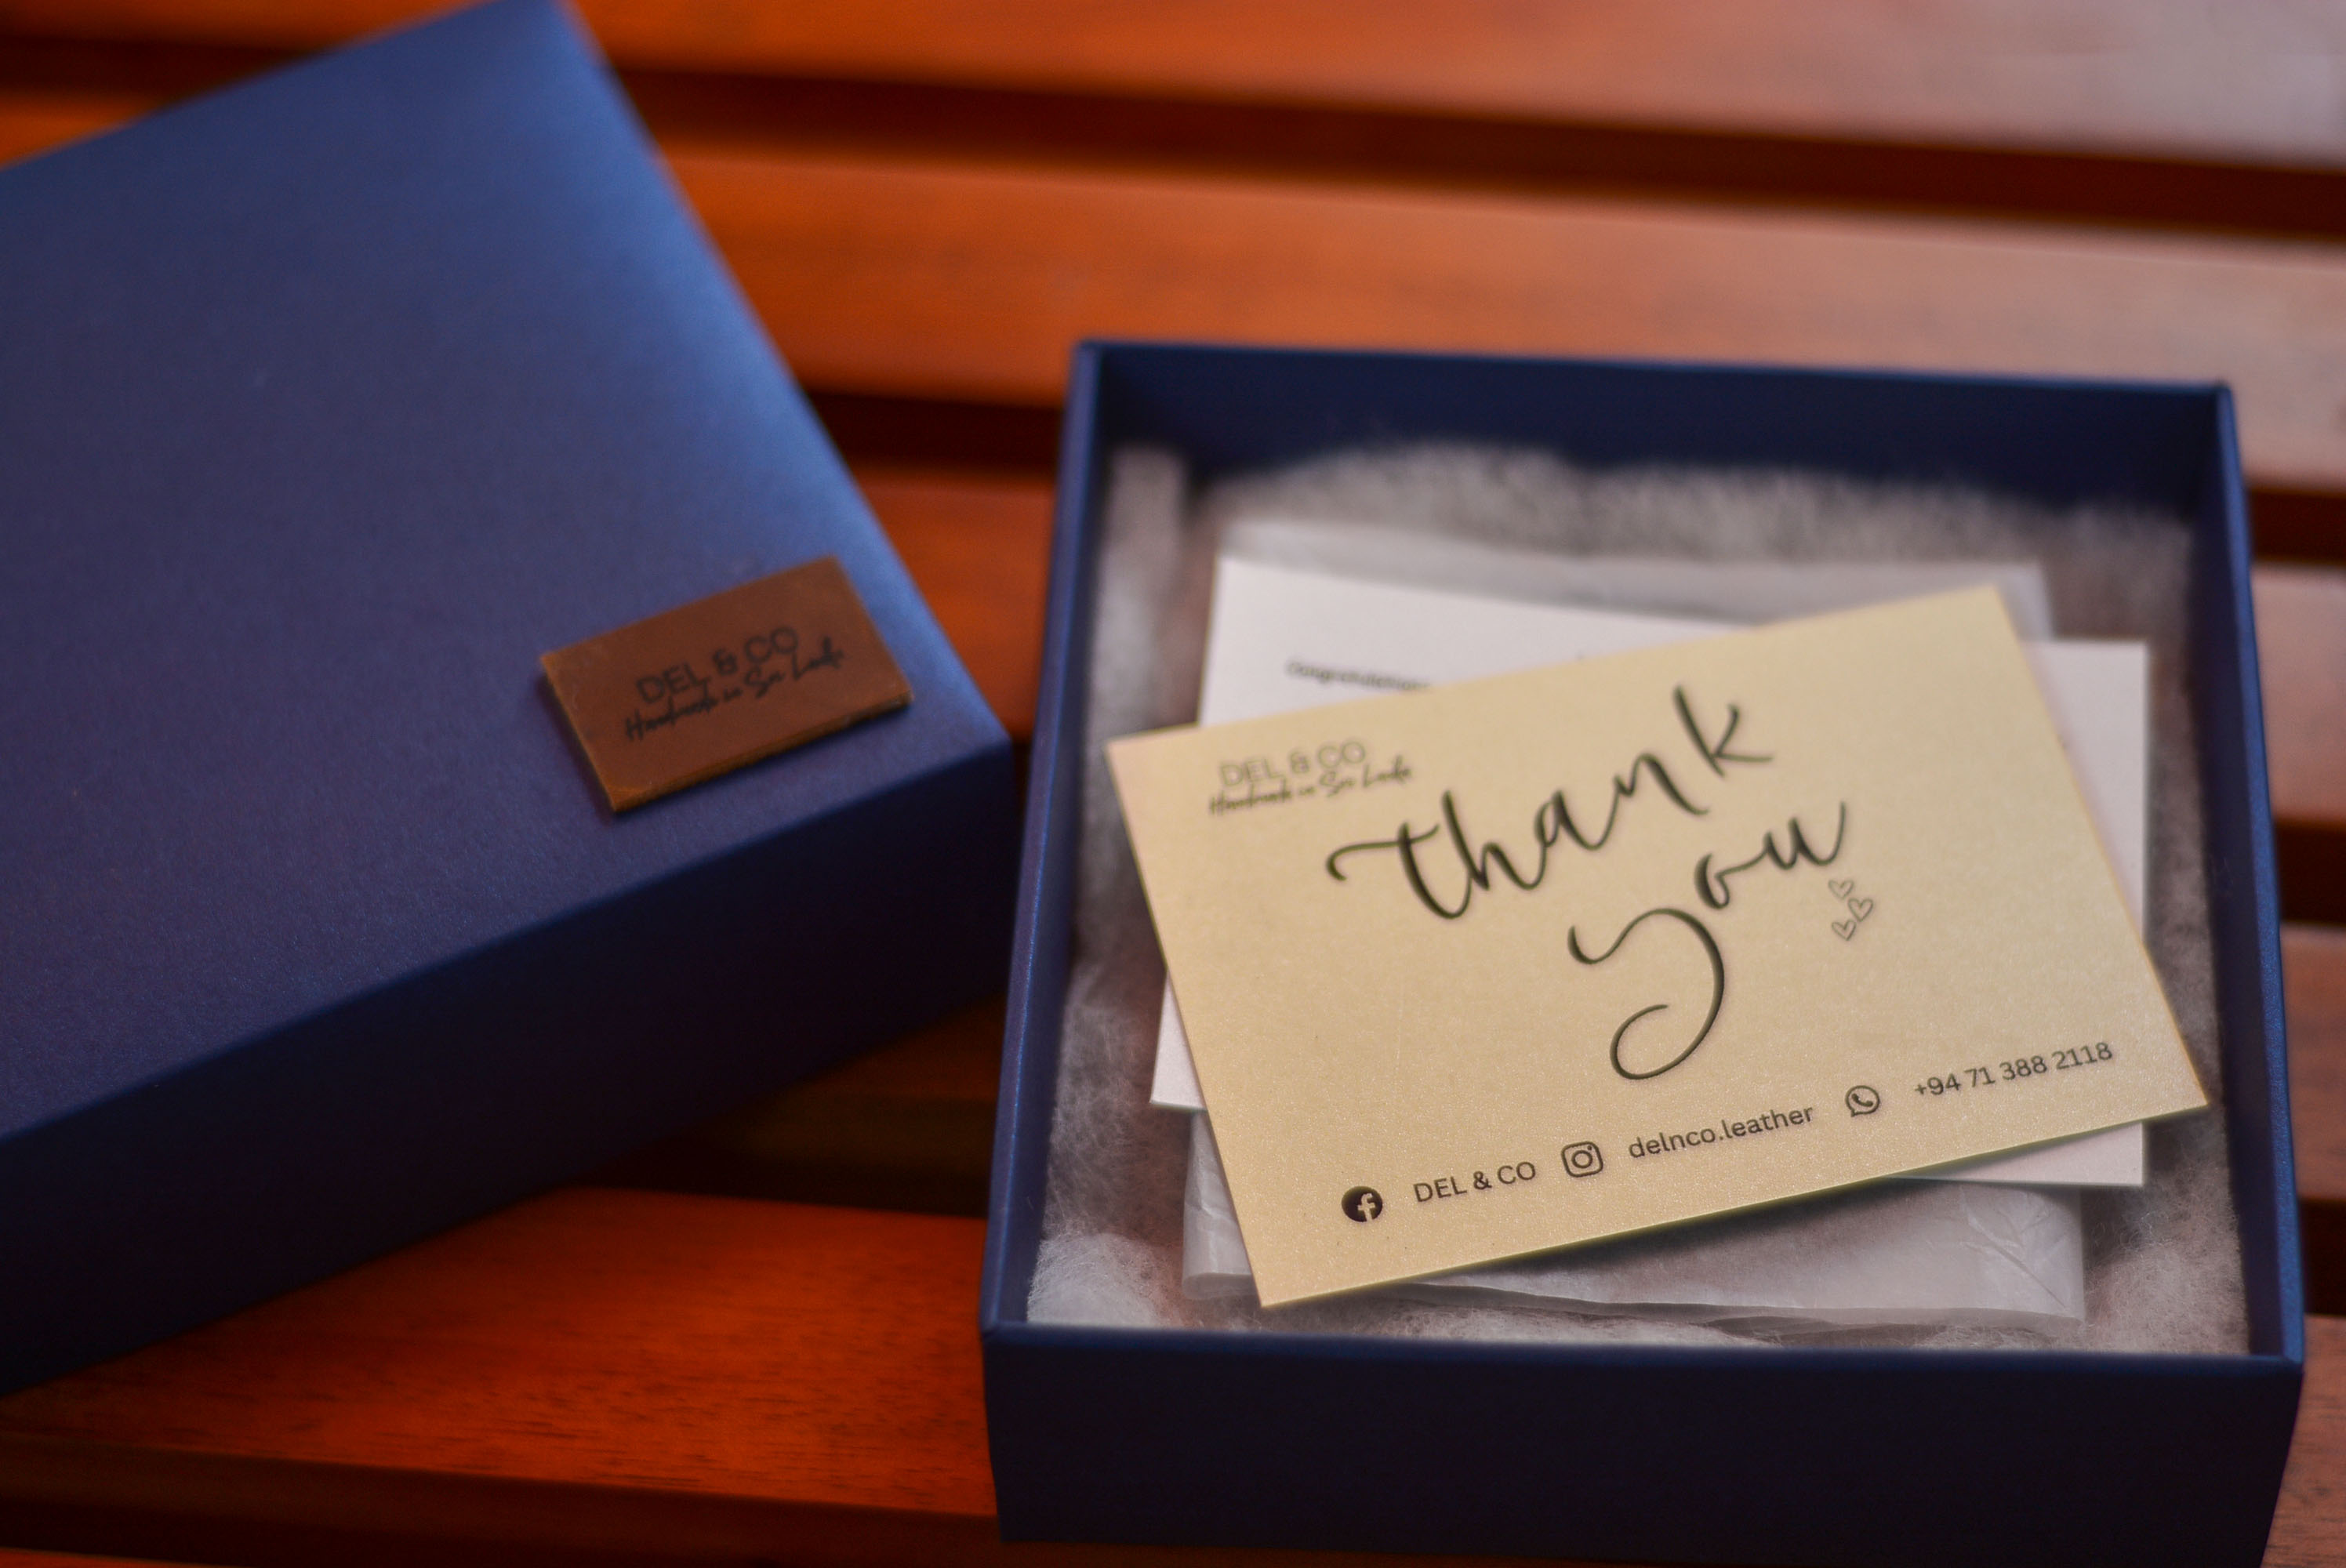 DEL & CO
Handmade in Sri Lanka
Congratulations
DEL & CO
Handmade in Sri Lanka
Thank
you
DEL & CO delnco.leather +94 71 388 2118